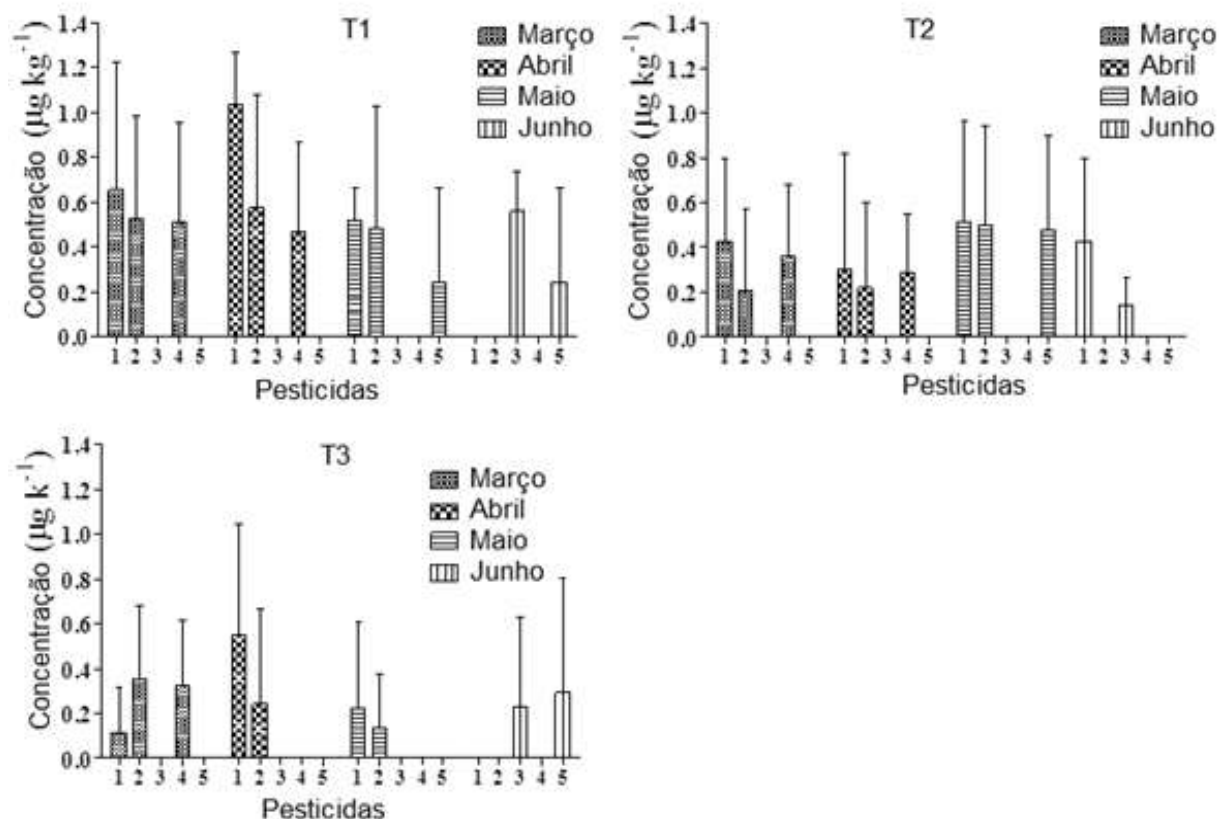 T1
Concentração (µg kg⁻¹)
1.4
1.2
1.0
0.8
0.6
0.4
0.2
0.0
Março
Abril
Maio
Junho
1 2 3 4 5 1 2 3 4 5 1 2 3 4 5 1 2 3 4 5
Pesticidas
T2
Concentração (µg kg⁻¹)
1.4
1.2
1.0
0.8
0.6
0.4
0.2
0.0
Março
Abril
Maio
Junho
1 2 3 4 5 1 2 3 4 5 1 2 3 4 5 1 2 3 4 5
Pesticidas
T3
Concentração (µg k⁻¹)
1.4
1.2
1.0
0.8
0.6
0.4
0.2
0.0
Março
Abril
Maio
Junho
1 2 3 4 5 1 2 3 4 5 1 2 3 4 5 1 2 3 4 5
Pesticidas